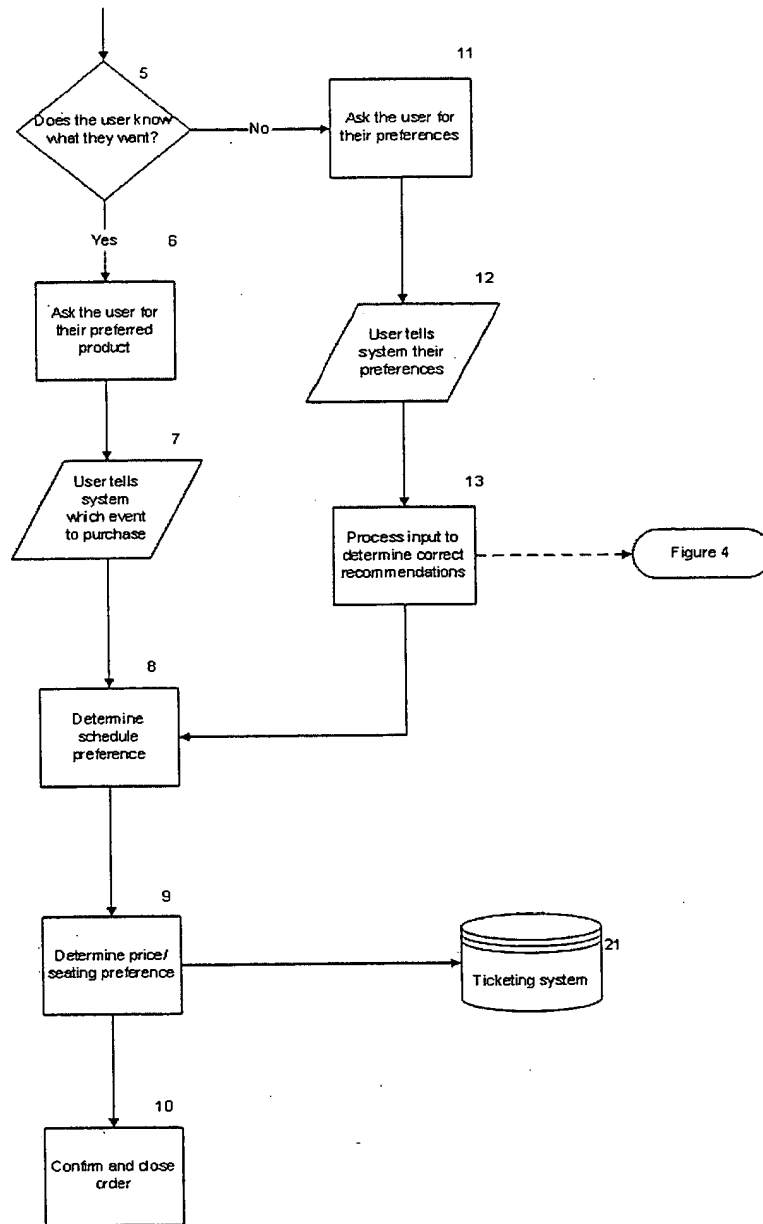 5
Does the user know
what they want?
No
11
Ask the user for
their preferences
Yes
6
Ask the user for
their preferred
product
12
User tells
system their
preferences
7
User tells
system
which event
to purchase
13
Process input to
determine correct
recommendations
Figure 4
8
Determine
schedule
preference
9
Determine price/
seating preference
21
Ticketing system
10
Confirm and close
order